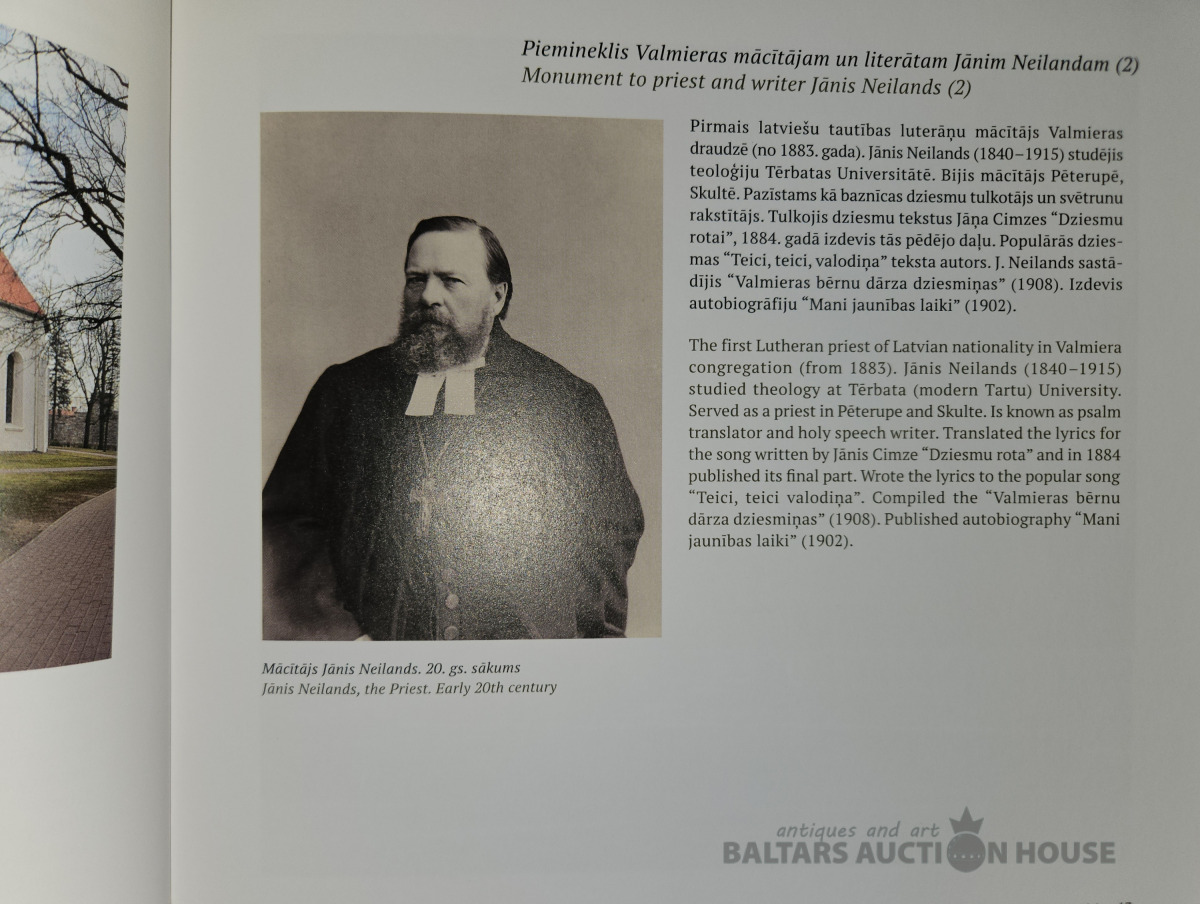 Piemineklis Valmieras mācītājam un literātam Jānim Neilandam (2)
Monument to priest and writer Jānis Neilands (2)
Pirmais latviešu tautības luterāņu mācītājs Valmieras
draudzē (no 1883. gada). Jānis Neilands (1840–1915) studējis
teoloģiju Tērbatas Universitātē. Bijis mācītājs Pēterupē,
Skultē. Pazīstams kā baznīcas dziesmu tulkotājs un svētrunu
rakstītājs. Tulkojis dziesmu tekstus Jāņa Cimzes “Dziesmu
rotai”, 1884. gadā izdevis tās pēdējo daļu. Populārās dzies-
mas “Teici, teici, valodiņa” teksta autors. J. Neilands sastā-
dījis “Valmieras bērnu dārza dziesmiņas” (1908). Izdevis
autobiogrāfiju “Mani jaunības laiki” (1902).
The first Lutheran priest of Latvian nationality in Valmiera
congregation (from 1883). Jānis Neilands (1840–1915)
studied theology at Tērbata (modern Tartu) University.
Served as a priest in Pēterupe and Skulte. Is known as psalm
translator and holy speech writer. Translated the lyrics for
the song written by Jānis Cimze “Dziesmu rota” and in 1884
published its final part. Wrote the lyrics to the popular song
“Teici, teici valodiņa”. Compiled the “Valmieras bērnu
dārza dziesmiņas” (1908). Published autobiography “Mani
jaunības laiki” (1902).
Mācītājs Jānis Neilands. 20. gs. sākums
Jānis Neilands, the Priest. Early 20th century
antiques and art
BALTARS AUCTION HOUSE